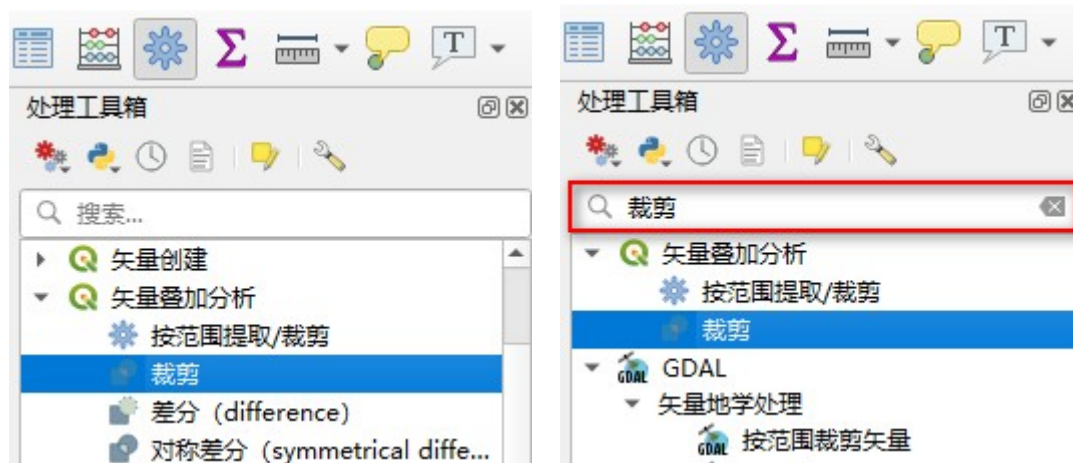 处理工具箱
搜索...
矢量创建
矢量叠加分析
按范围提取/裁剪
裁剪
差分（difference）
对称差分（symmetrical diffe...
T
处理工具箱
裁剪
矢量叠加分析
按范围提取/裁剪
裁剪
GDAL GDAL
矢量地学处理
GDAL 按范围裁剪矢量